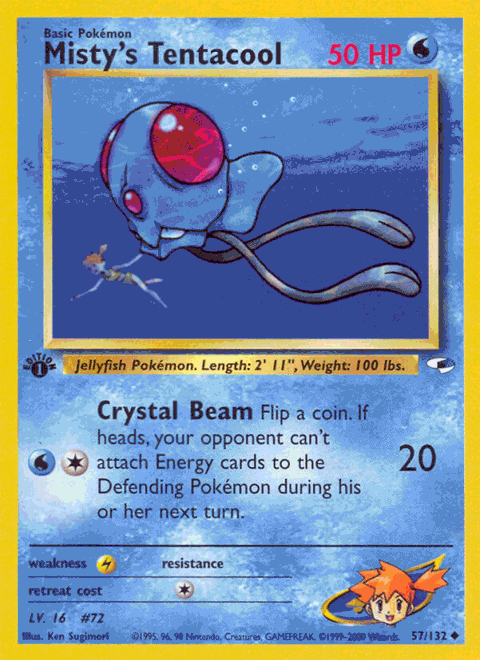 Basic Pokémon
Misty's Tentacool 50 HP
EDITION 1
Jellyfish Pokémon. Length: 2' 11", Weight: 100 lbs.
Crystal Beam Flip a coin. If
heads, your opponent can't
attach Energy cards to the 20
Defending Pokémon during his
or her next turn.
weakness resistance
retreat cost
LV. 16 #72
Illus. Ken Sugimori ©1995, 96, 98 Nintendo, Creatures, GAMEFREAK. ©1999-2000 Wizards. 57/132